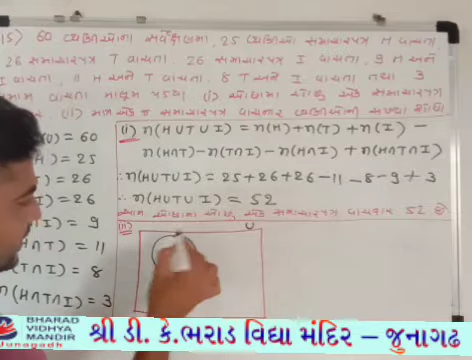 15) 60 વ્યક્તિઓના સર્વેક્ષણમાં, 25 વ્યક્તિઓ સમાચારપત્ર H વાંચતા
26 સમાચારપત્ર T વાંચતા. 26 સમાચારપત્ર I વાંચતા, 9 H અને
I વાંચતા, 11 H અને T વાંચતા. 8 T અને I વાંચતા તથા 3
વાંચતા માલૂમ પડ્યા. (i) ઓછામાં ઓછું એક
(ii) માત્ર એક જ સમાચારપત્ર વાંચનાર વ્યક્તિઓની સંખ્યા
(i) n(H∪T∪I) = n(H)+n(T)+n(I) –
n(H∩T)–n(T∩I)–n(H∩I)+n(H∩T∩I)
∴n(H∪T∪I) = 25+26+26–11–8–9+3
∴ n(H∪T∪I) = 52
ઓછામાં ઓછું એક સમાચારપત્ર વાંચનાર 52 છે
(ii) U
(U) = 60
) = 25
) = 26
=I) = 26
I) = 9
∩T) = 11
T∩I) = 8
n(H∩T∩I) = 3
BHARAD
VIDHYA
MANDIR
Junagadh
શ્રી ડી. કે.ભરાડ વિદ્યા મંદિર – જુનાગઢ